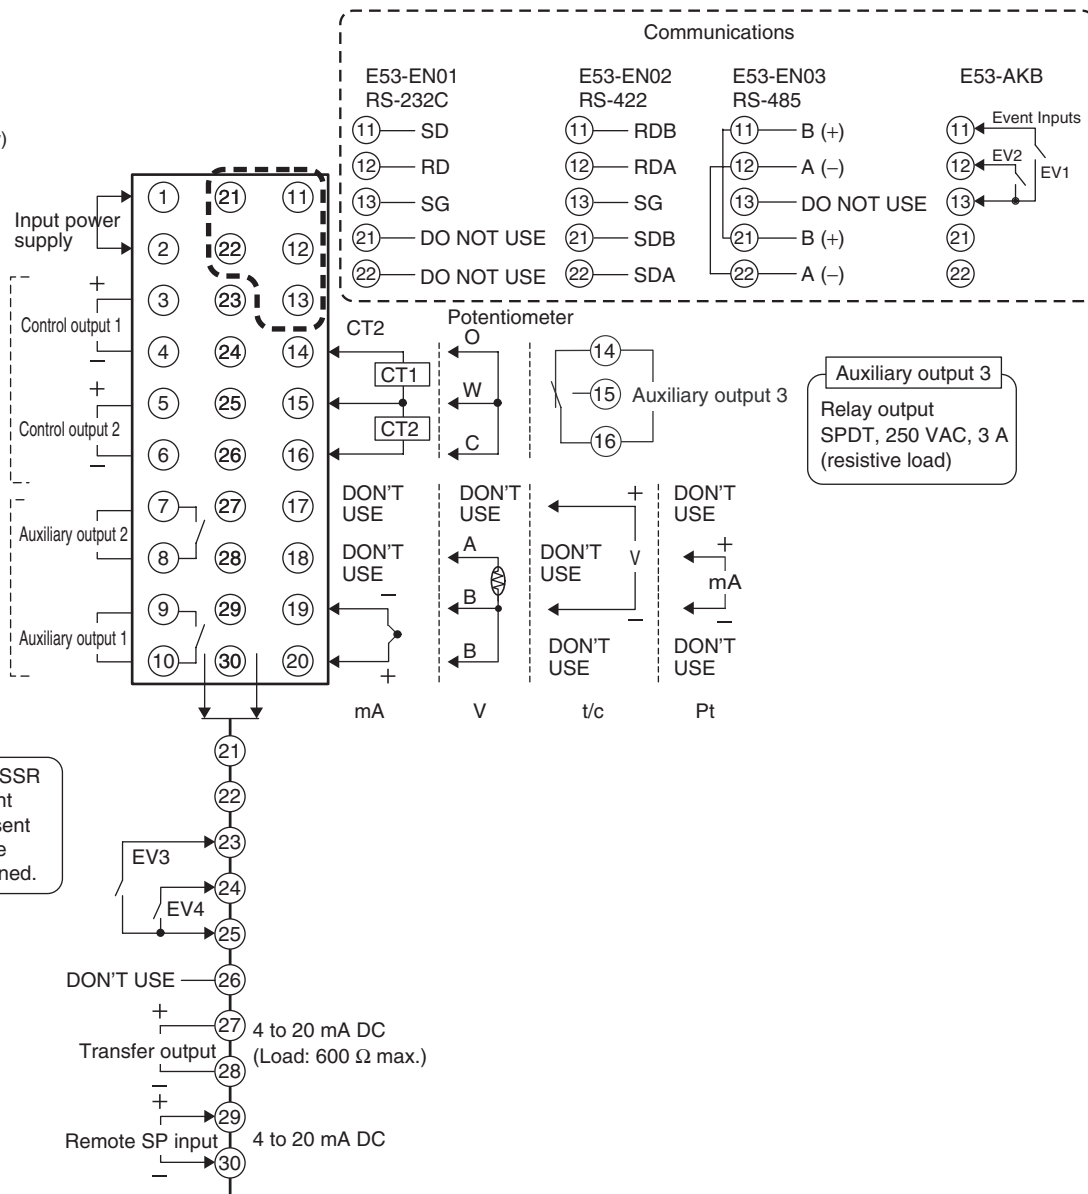 Communications
E53-EN01
RS-232C
11 SD
12 RD
13 SG
21 DO NOT USE
22 DO NOT USE
E53-EN02
RS-422
11 RDB
12 RDA
13 SG
21 SDB
22 SDA
E53-EN03
RS-485
11 B (+)
12 A (−)
13 DO NOT USE
21 B (+)
22 A (−)
E53-AKB
11 Event Inputs
12 EV2
EV1
13
21
22
)
Input power
supply
+
Control output 1
−
+
Control output 2
−
Auxiliary output 2
Auxiliary output 1
1 21 11
2 22 12
3 23 13
4 24 14
5 25 15
6 26 16
7 27 17
8 28 18
9 29 19
10 30 20
CT2
CT1
CT2
Potentiometer
O
W
C
14
15 Auxiliary output 3
16
Auxiliary output 3
Relay output
SPDT, 250 VAC, 3 A
(resistive load)
DON'T
USE
DON'T
USE
−
+
mA
DON'T
USE
A
B
B
V
+
DON'T
USE
V
−
DON'T
USE
t/c
DON'T
USE
+
mA
−
DON'T
USE
Pt
SSR
nt
sent
e
ned.
21
22
23
EV3
24
EV4
25
DON'T USE 26
+
27 4 to 20 mA DC
Transfer output (Load: 600 Ω max.)
28
−
+
29
Remote SP input 4 to 20 mA DC
30
−